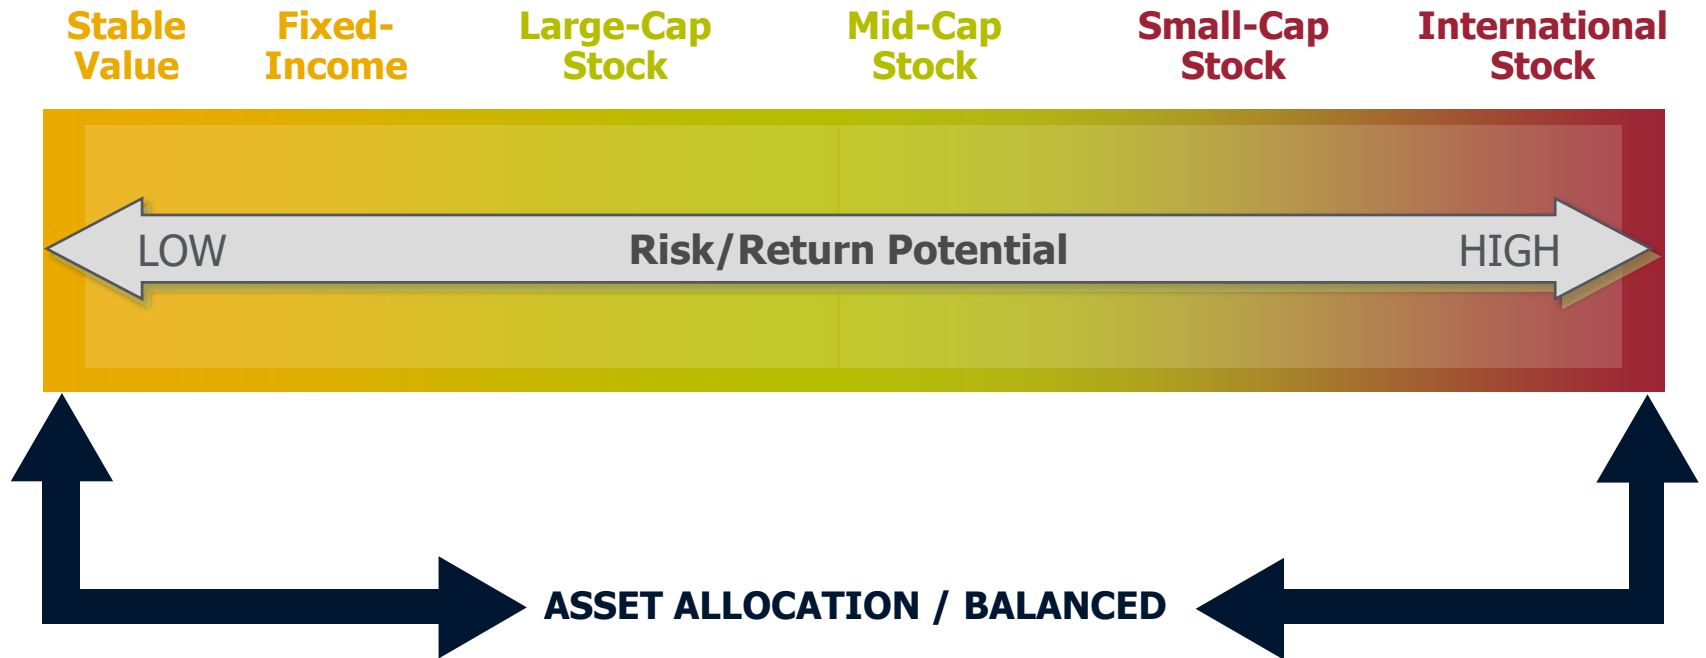 Stable
Value
Fixed-
Income
Large-Cap
Stock
Mid-Cap
Stock
Small-Cap
Stock
International
Stock
LOW
Risk/Return Potential
HIGH
ASSET ALLOCATION / BALANCED